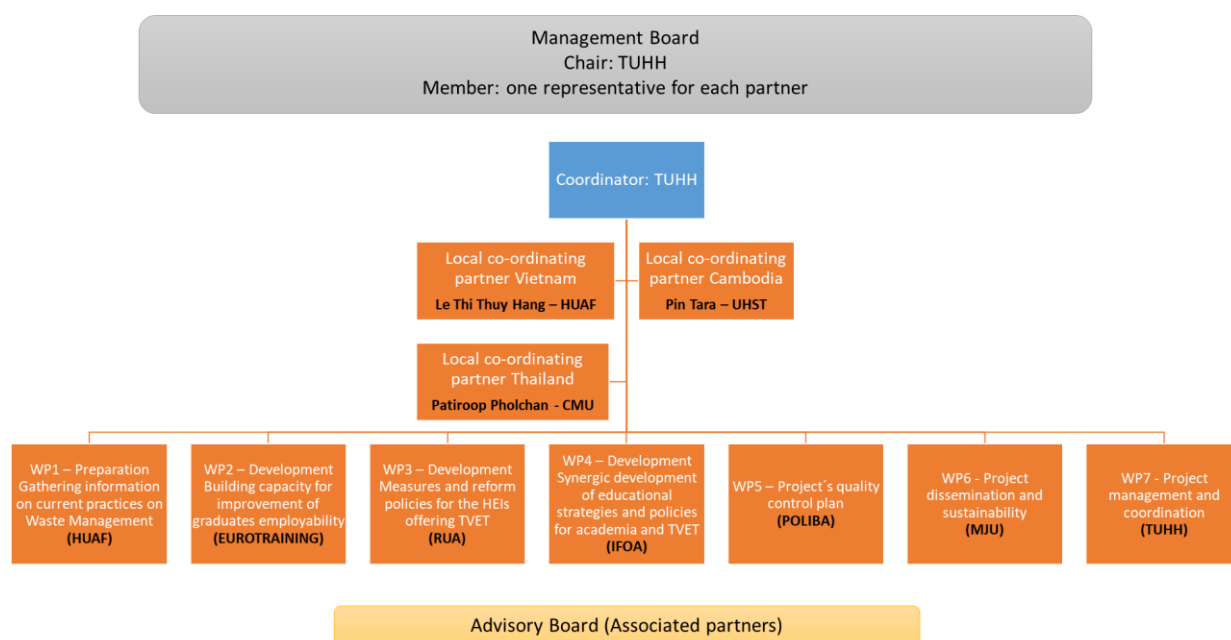 Management Board
Chair: TUHH
Member: one representative for each partner
Coordinator: TUHH
Local co-ordinating
partner Vietnam
Le Thi Thuy Hang – HUAF
Local co-ordinating
partner Cambodia
Pin Tara – UHST
Local co-ordinating
partner Thailand
Patiroop Pholchan - CMU
WP1 – Preparation
Gathering information
on current practices on
Waste Management
(HUAF)
WP2 – Development
Building capacity for
improvement of
graduates employability
(EUROTRAINING)
WP3 – Development
Measures and reform
policies for the HEIs
offering TVET
(RUA)
WP4 – Development
Synergic development
of educational
strategies and policies
for academia and TVET
(IFOA)
WP5 – Project´s quality
control plan
(POLIBA)
WP6 - Project
dissemination and
sustainability
(MJU)
WP7 - Project
management and
coordination
(TUHH)
Advisory Board (Associated partners)